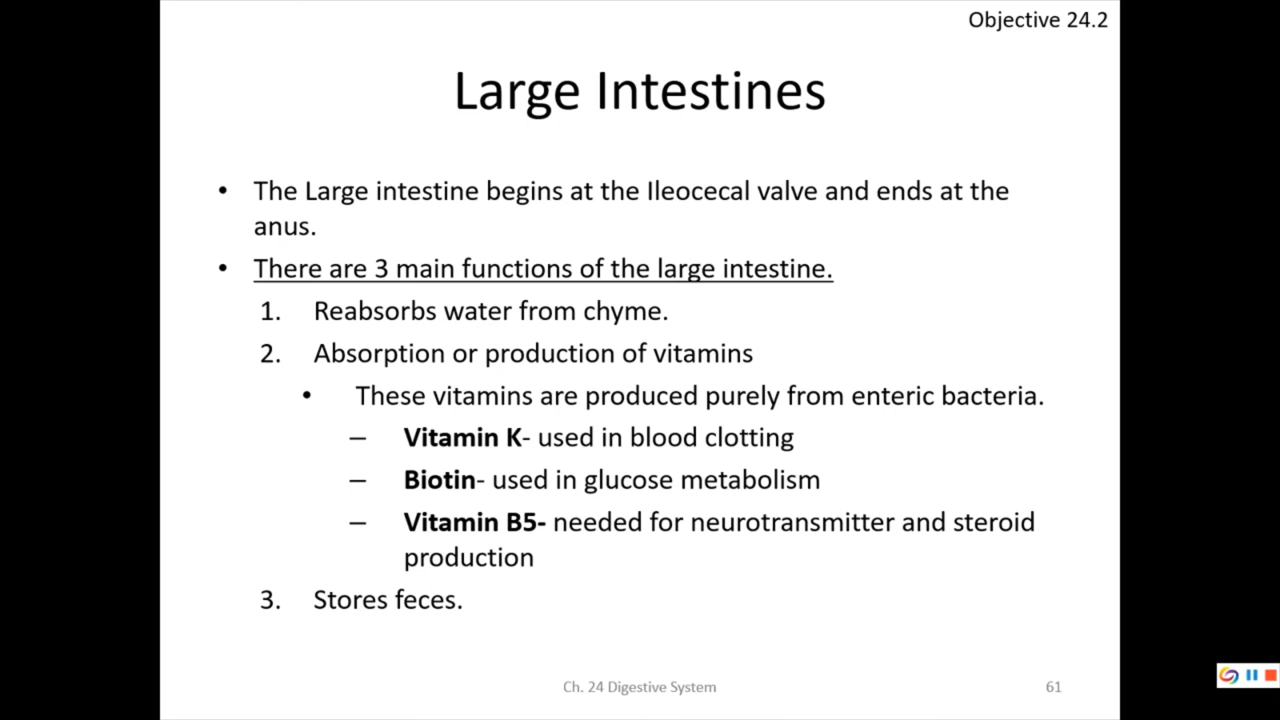 Objective 24.2
Large Intestines
• The Large intestine begins at the Ileocecal valve and ends at the
anus.
• There are 3 main functions of the large intestine.
1. Reabsorbs water from chyme.
2. Absorption or production of vitamins
• These vitamins are produced purely from enteric bacteria.
– Vitamin K- used in blood clotting
– Biotin- used in glucose metabolism
– Vitamin B5- needed for neurotransmitter and steroid
production
3. Stores feces.
Ch. 24 Digestive System
61